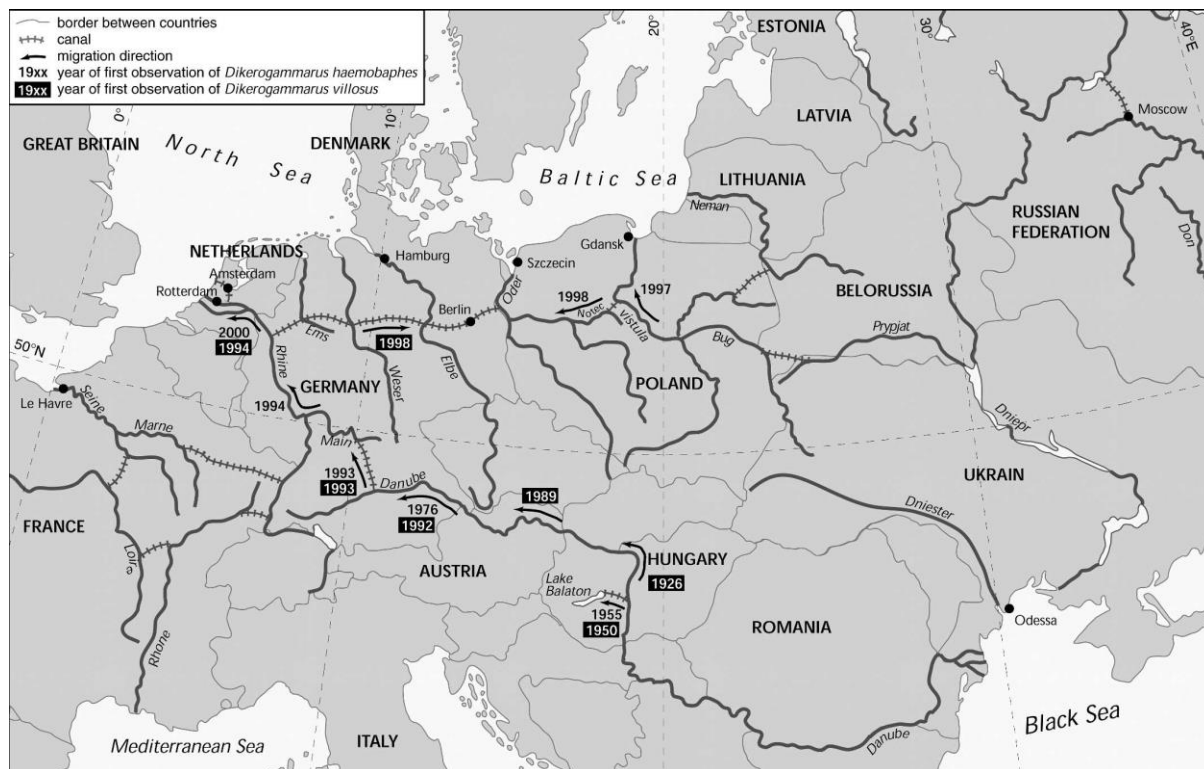 border between countries
canal
migration direction
19xx year of first observation of Dikerogammarus haemobaphes
19xx year of first observation of Dikerogammarus villosus
0°
10°
20°
30°
40°E
50°N
ESTONIA
LATVIA
LITHUANIA
Moscow
GREAT BRITAIN
North Sea
DENMARK
Baltic Sea
Neman
RUSSIAN
FEDERATION
Don
NETHERLANDS
Amsterdam
Rotterdam
Hamburg
Szczecin
Gdansk
Berlin
Oder
1998
Notec
1997
vistula
BELORUSSIA
Prypjat
Bug
2000
1994
Ems
1998
Rhine
GERMANY
Weser
Elbe
POLAND
Dniepr
Le Havre
Seine
Marne
1994
Main
1993
1993
Danube
1976
1992
1989
UKRAIN
Dniester
FRANCE
Loire
Rhone
AUSTRIA
HUNGARY
1926
Lake
Balaton
1955
1950
ROMANIA
Odessa
Danube
Black Sea
Mediterranean Sea
ITALY